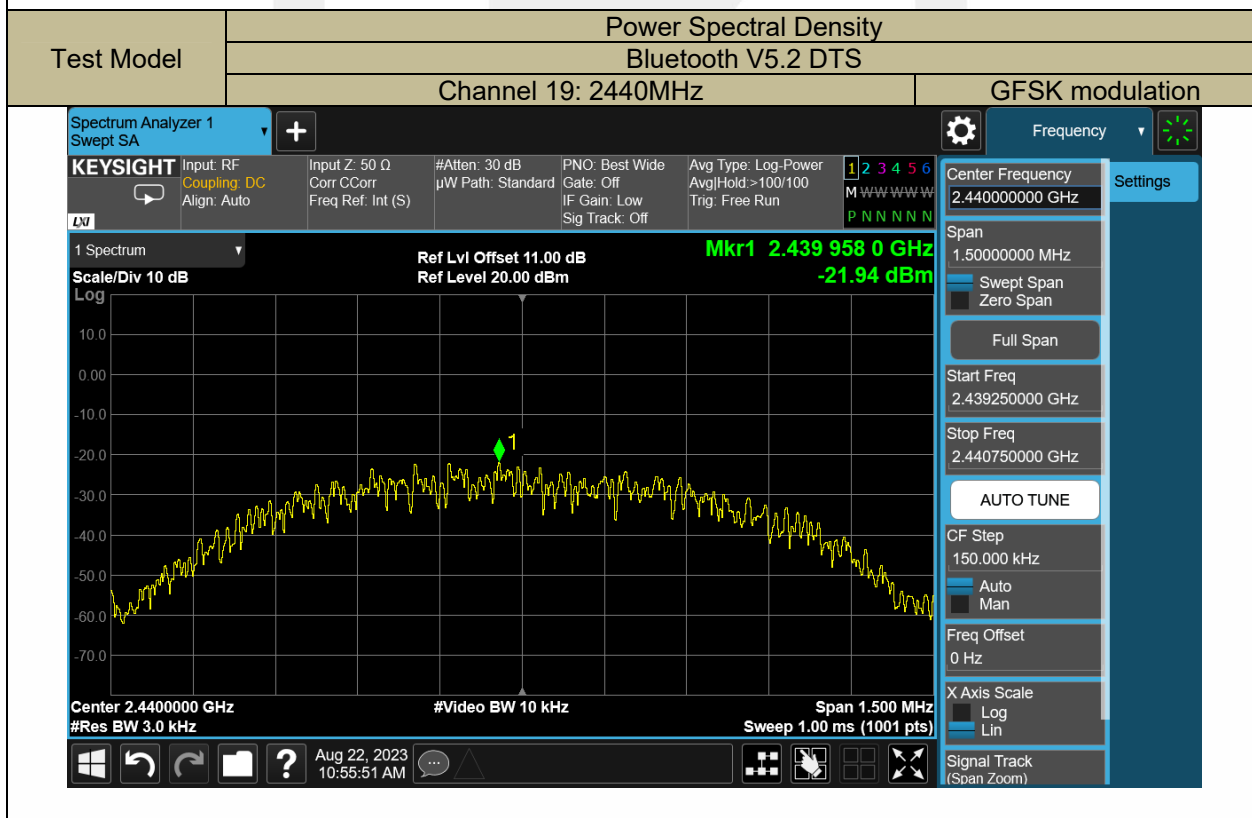 Test Model
Power Spectral Density
Bluetooth V5.2 DTS
Channel 19: 2440MHz
GFSK modulation
Spectrum Analyzer 1
Swept SA
Frequency
KEYSIGHT
LXI
Input: RF
Coupling: DC
Align: Auto
Input Z: 50 Ω
Corr CCorr
Freq Ref: Int (S)
#Atten: 30 dB
µW Path: Standard
PNO: Best Wide
Gate: Off
IF Gain: Low
Sig Track: Off
Avg Type: Log-Power
Avg|Hold:>100/100
Trig: Free Run
1 2 3 4 5 6
M W W W W W
P N N N N N
1 Spectrum
Scale/Div 10 dB
Log
Ref Lvl Offset 11.00 dB
Ref Level 20.00 dBm
Mkr1 2.439 958 0 GHz
-21.94 dBm
10.0
0.00
-10.0
-20.0
-30.0
-40.0
-50.0
-60.0
-70.0
1
Center 2.4400000 GHz
#Res BW 3.0 kHz
#Video BW 10 kHz
Span 1.500 MHz
Sweep 1.00 ms (1001 pts)
Aug 22, 2023
10:55:51 AM
Center Frequency
2.440000000 GHz
Span
1.50000000 MHz
Swept Span
Zero Span
Full Span
Start Freq
2.439250000 GHz
Stop Freq
2.440750000 GHz
AUTO TUNE
CF Step
150.000 kHz
Auto
Man
Freq Offset
0 Hz
X Axis Scale
Log
Lin
Signal Track
(Span Zoom)
Settings